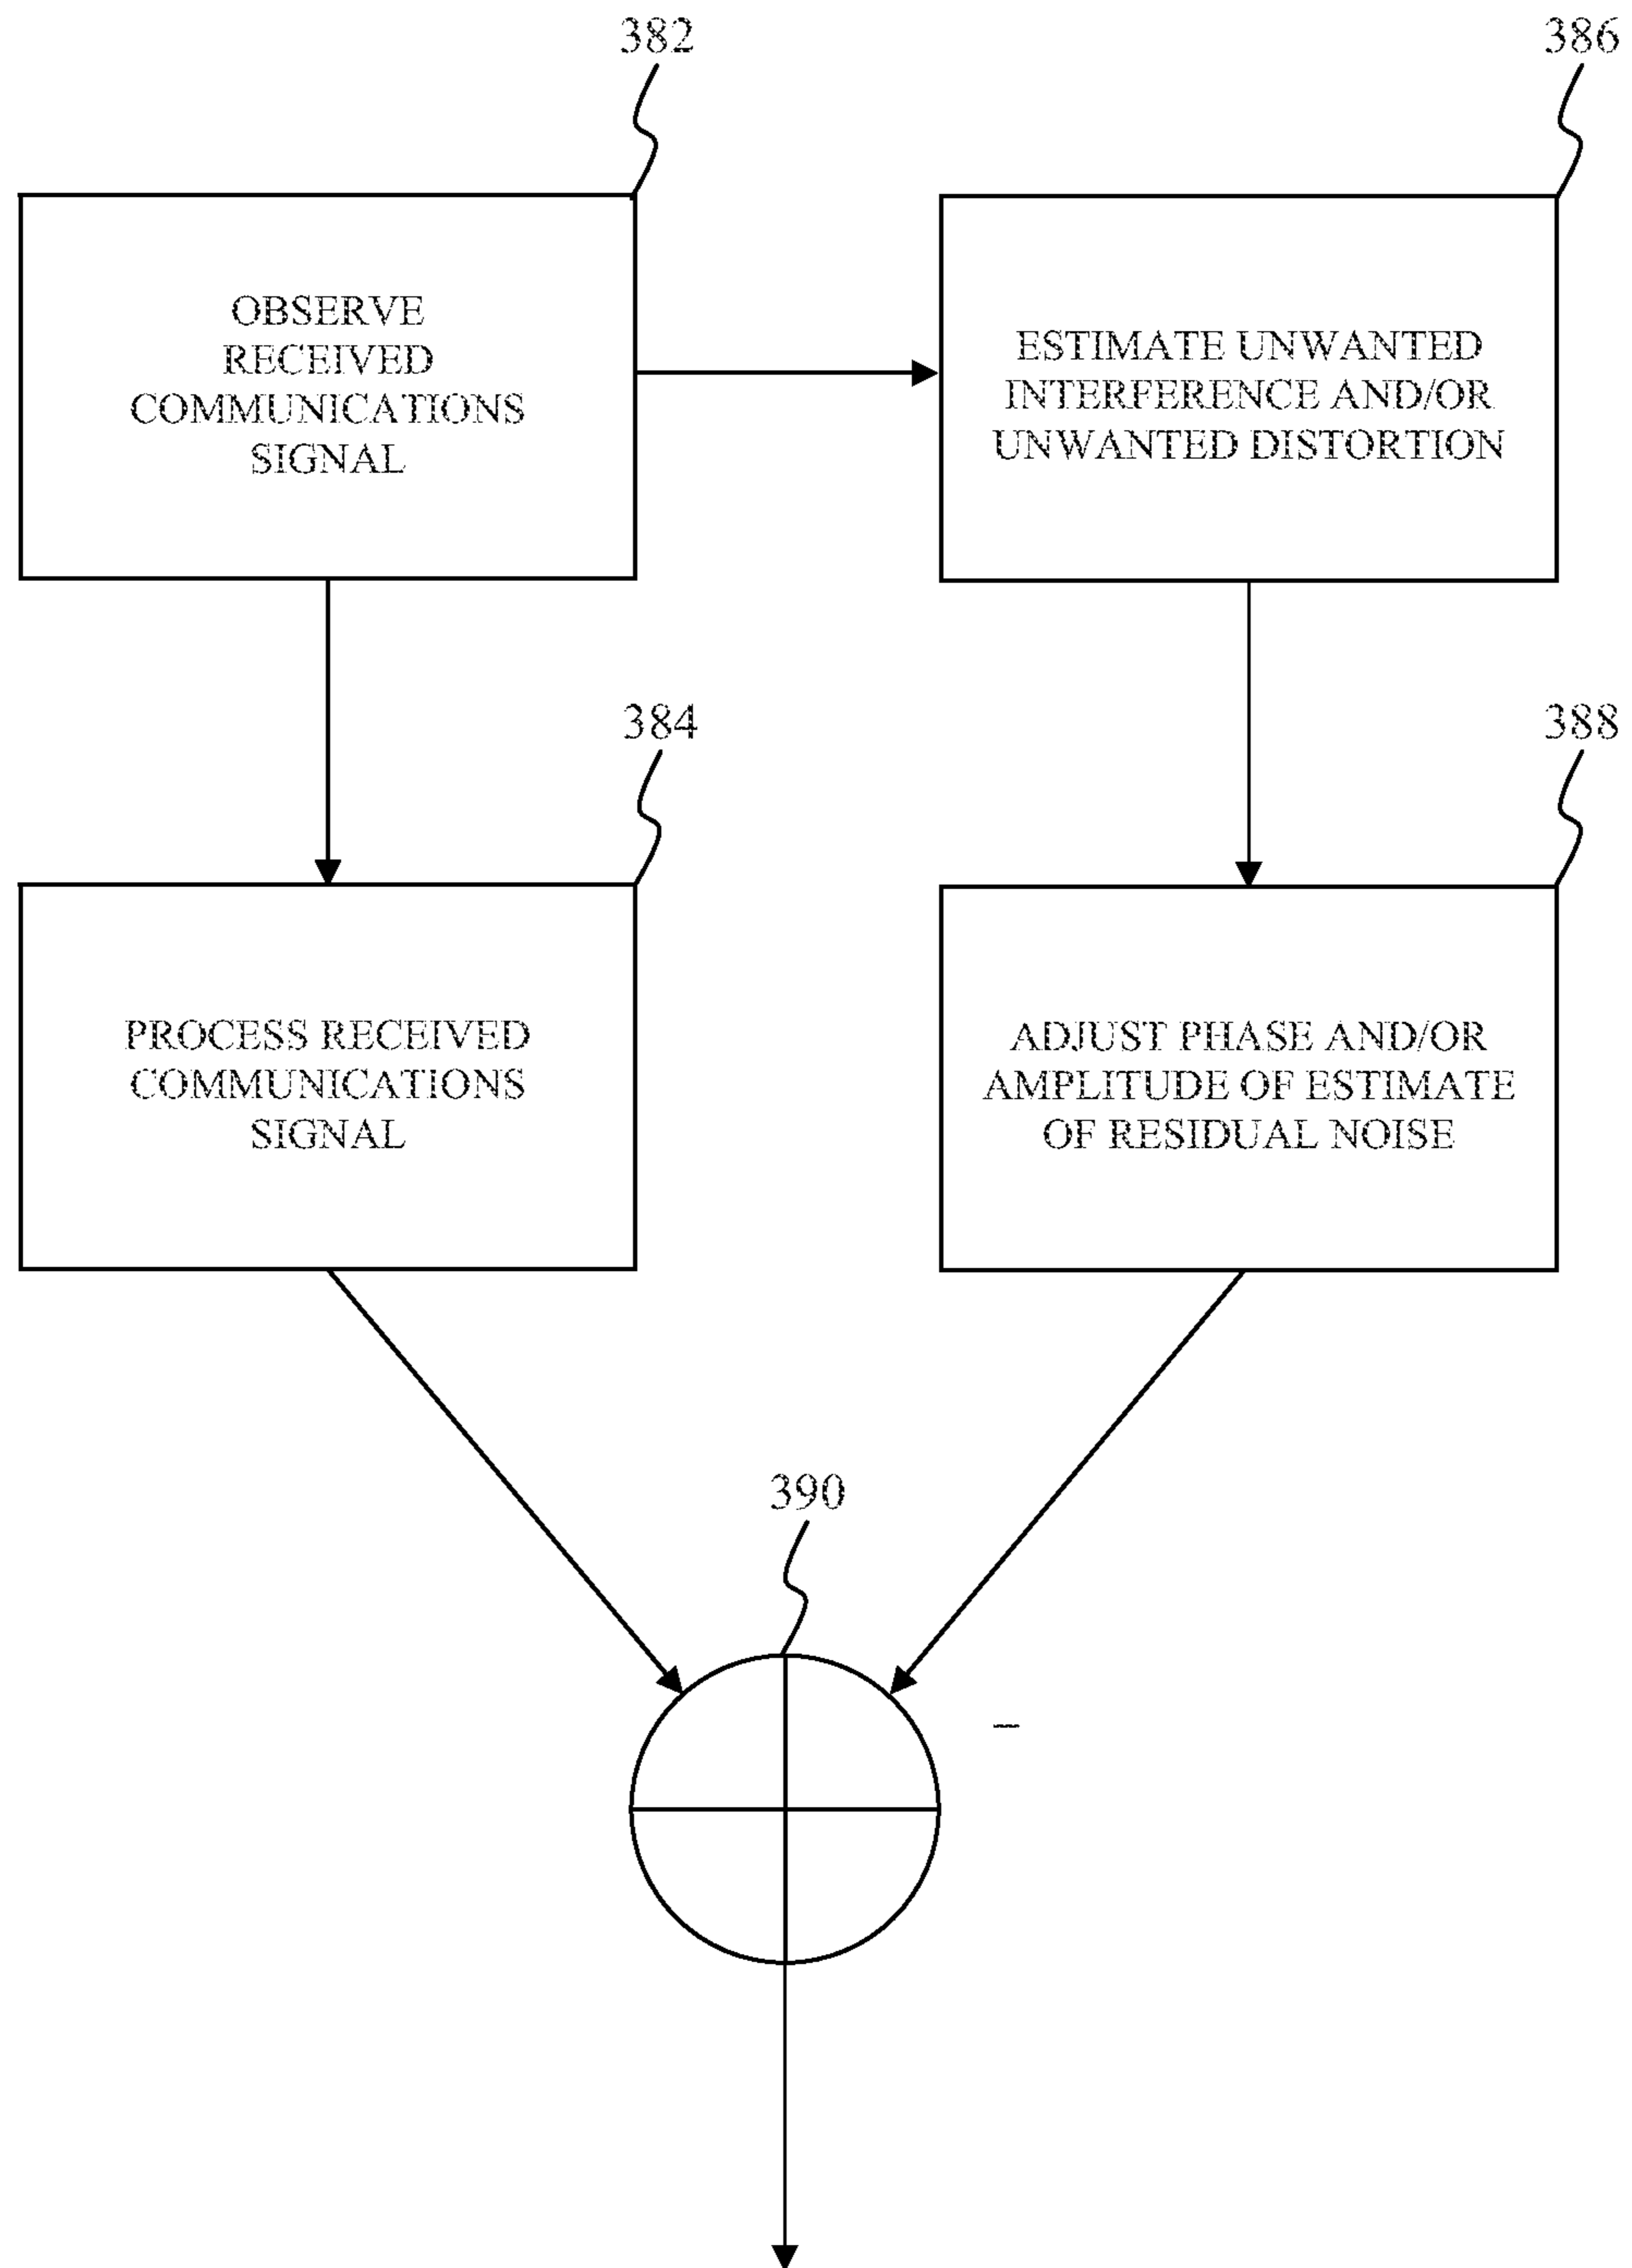 382
386
OBSERVE
RECEIVED
COMMUNICATIONS
SIGNAL
ESTIMATE UNWANTED
INTERFERENCE AND/OR
UNWANTED DISTORTION
384
388
PROCESS RECEIVED
COMMUNICATIONS
SIGNAL
ADJUST PHASE AND/OR
AMPLITUDE OF ESTIMATE
OF RESIDUAL NOISE
390
–